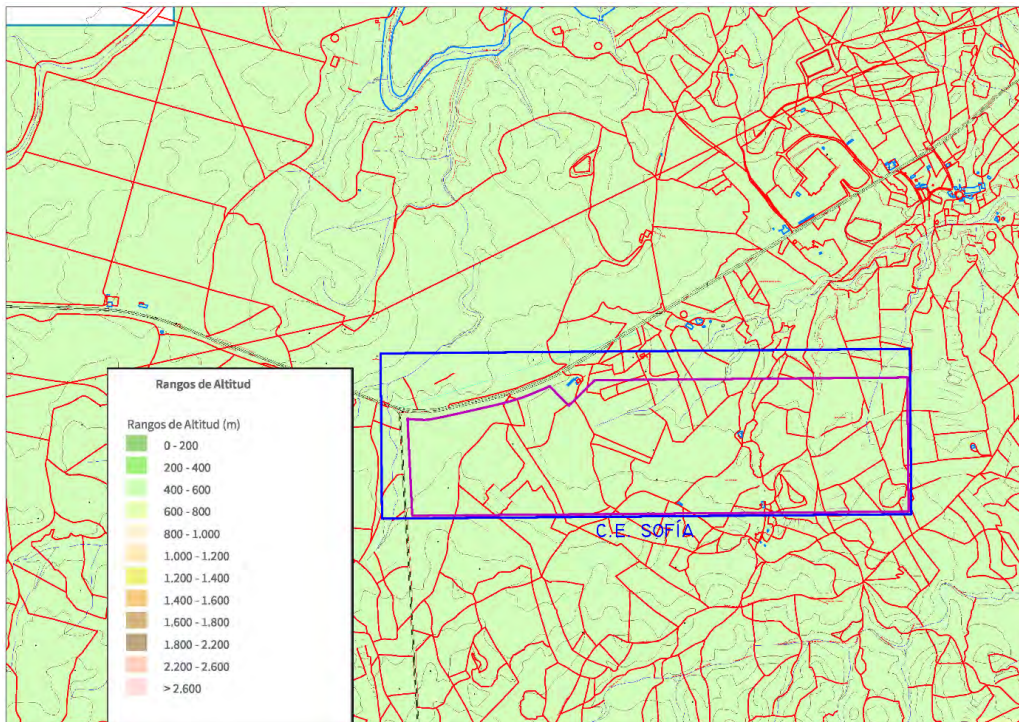 Rangos de Altitud
Rangos de Altitud (m)
0 - 200
200 - 400
400 - 600
600 - 800
800 - 1.000
1.000 - 1.200
1.200 - 1.400
1.400 - 1.600
1.600 - 1.800
1.800 - 2.200
2.200 - 2.600
> 2.600
C.E. SOFÍA